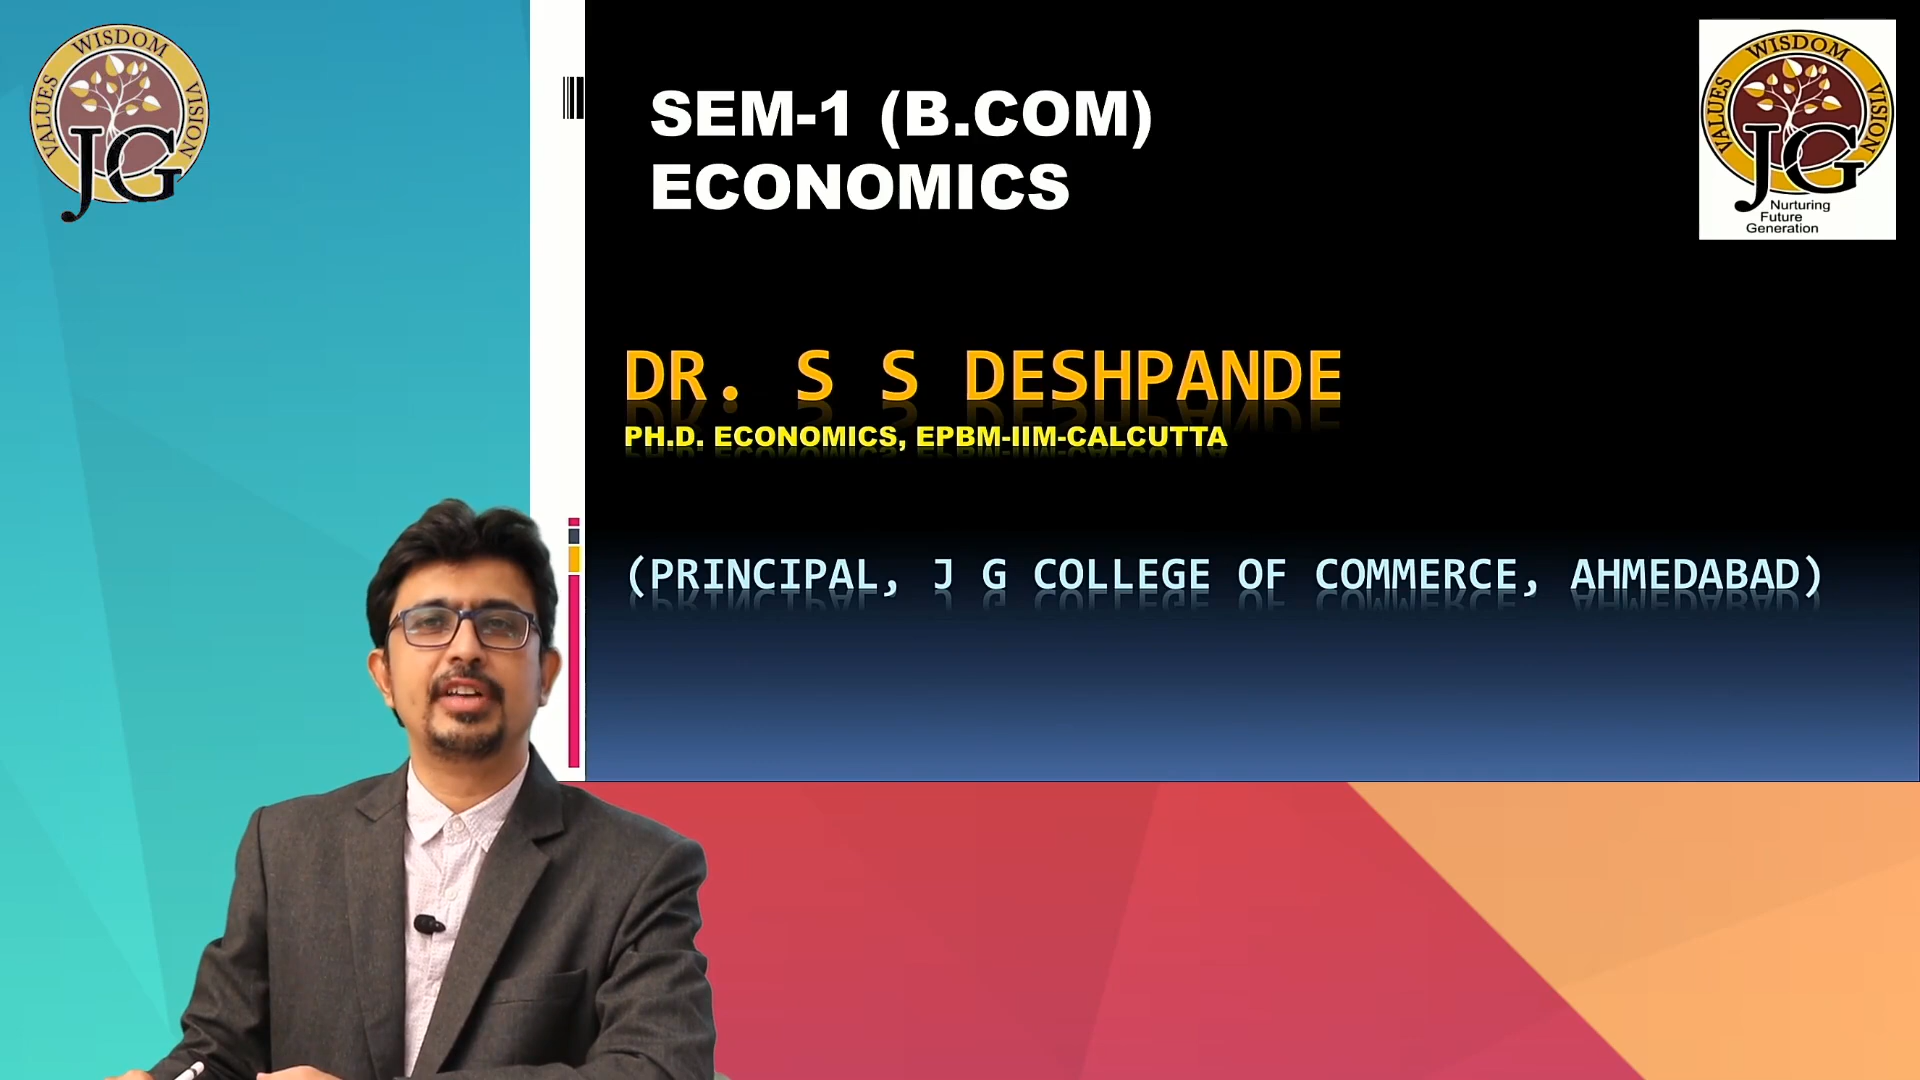 VALUES WISDOM VISION
JG
SEM-1 (B.COM)
ECONOMICS
VALUES WISDOM VISION
JG
Nurturing
Future
Generation
DR. S S DESHPANDE
PH.D. ECONOMICS, EPBM-IIM-CALCUTTA
(PRINCIPAL, J G COLLEGE OF COMMERCE, AHMEDABAD)